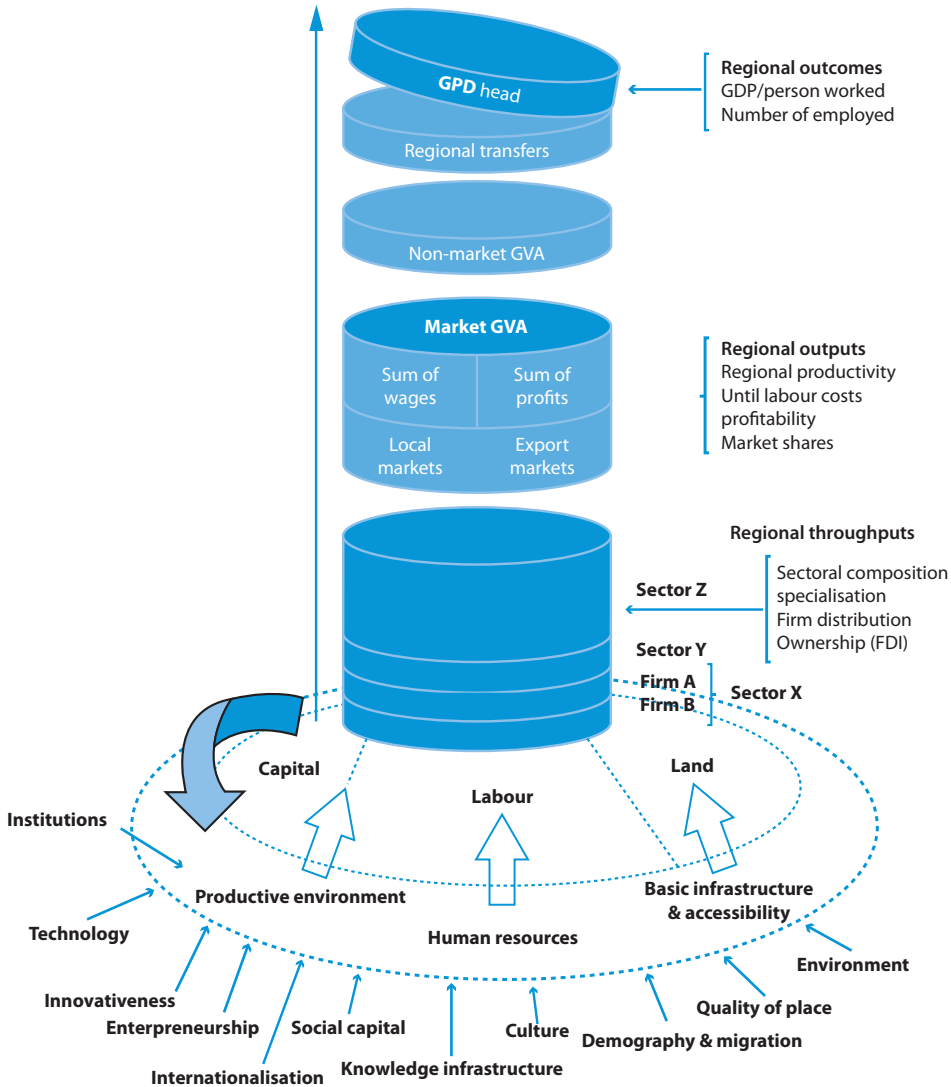 GPD head
Regional transfers
Regional outcomes
GDP/person worked
Number of employed
Non-market GVA
Market GVA
Sum of
wages
Sum of
profits
Local
markets
Export
markets
Regional outputs
Regional productivity
Until labour costs
profitability
Market shares
Regional throughputs
Sectoral composition
specialisation
Firm distribution
Ownership (FDI)
Sector Z
Sector Y
Firm A
Firm B
Sector X
Capital
Labour
Land
Institutions
Productive environment
Human resources
Basic infrastructure
& accessibility
Technology
Innovativeness
Enterpreneurship
Internationalisation
Social capital
Knowledge infrastructure
Culture
Demography & migration
Quality of place
Environment